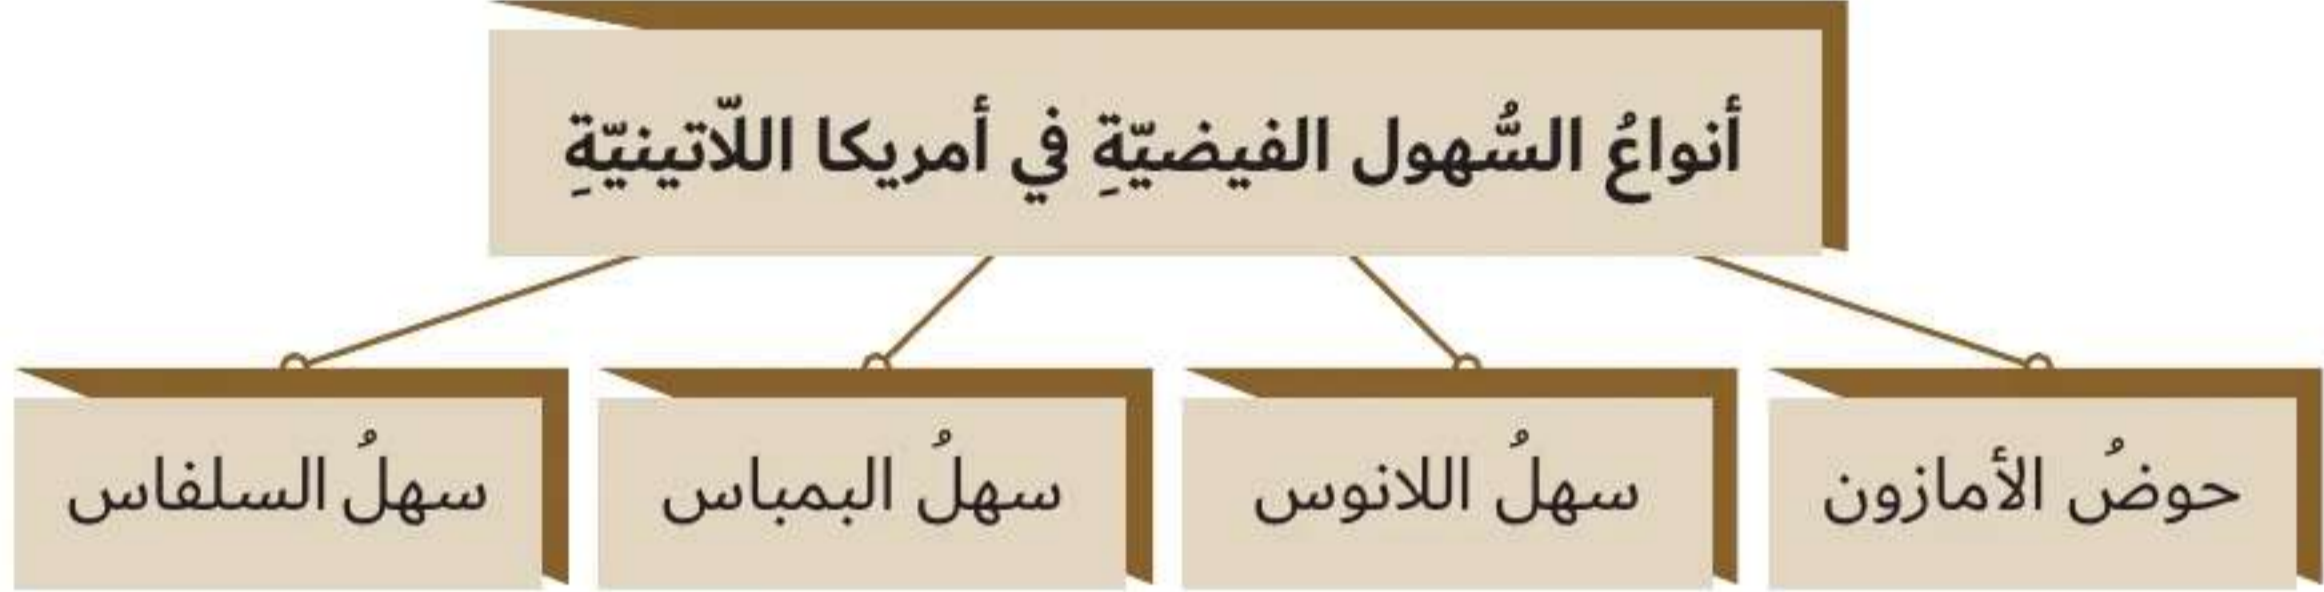 أنواعُ السُّهول الفيضيّةِ في أمريكا اللّاتينيّةِ
حوضُ الأمازون
سهلُ اللانوس
سهلُ البمباس
سهلُ السلفاس